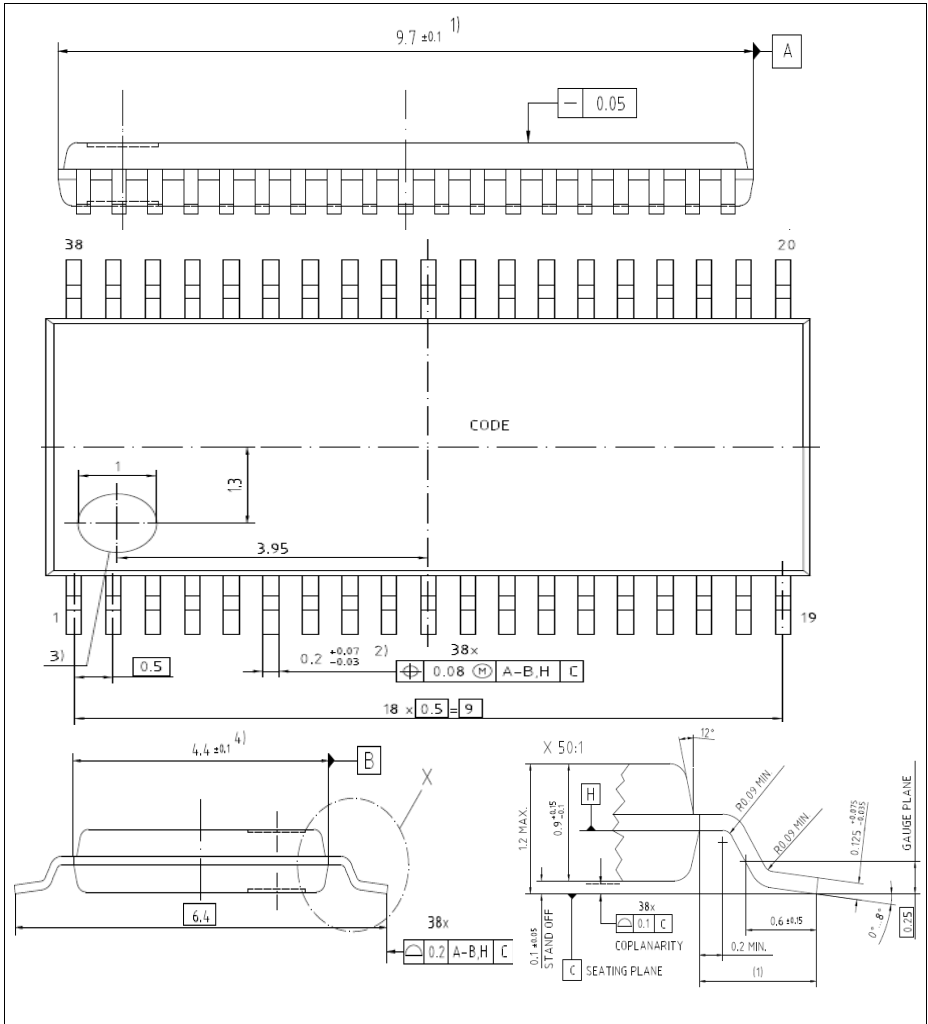 9.7 ±0.1 1)
A
— 0.05
38
20
CODE
1
1.3
3.95
1
19
3)
0.5
0.2 +0.07 -0.03 2)
38x
⌖ 0.08 Ⓜ A-B,H C
18 x 0.5 = 9
4.4 ±0.1 4)
B
X
6.4
38x
⌓ 0.2 A-B,H C
X 50:1
12°
H
1.2 MAX.
0.9 +0.15 -0.1
R0.09 MIN.
R0.09 MIN.
0.125 +0.075 -0.035
GAUGE PLANE
0.25
0°...8°
0.6 ±0.15
0.2 MIN.
(1)
38x
⌓ 0.1 C
COPLANARITY
0.1 ±0.05
STAND OFF
C SEATING PLANE